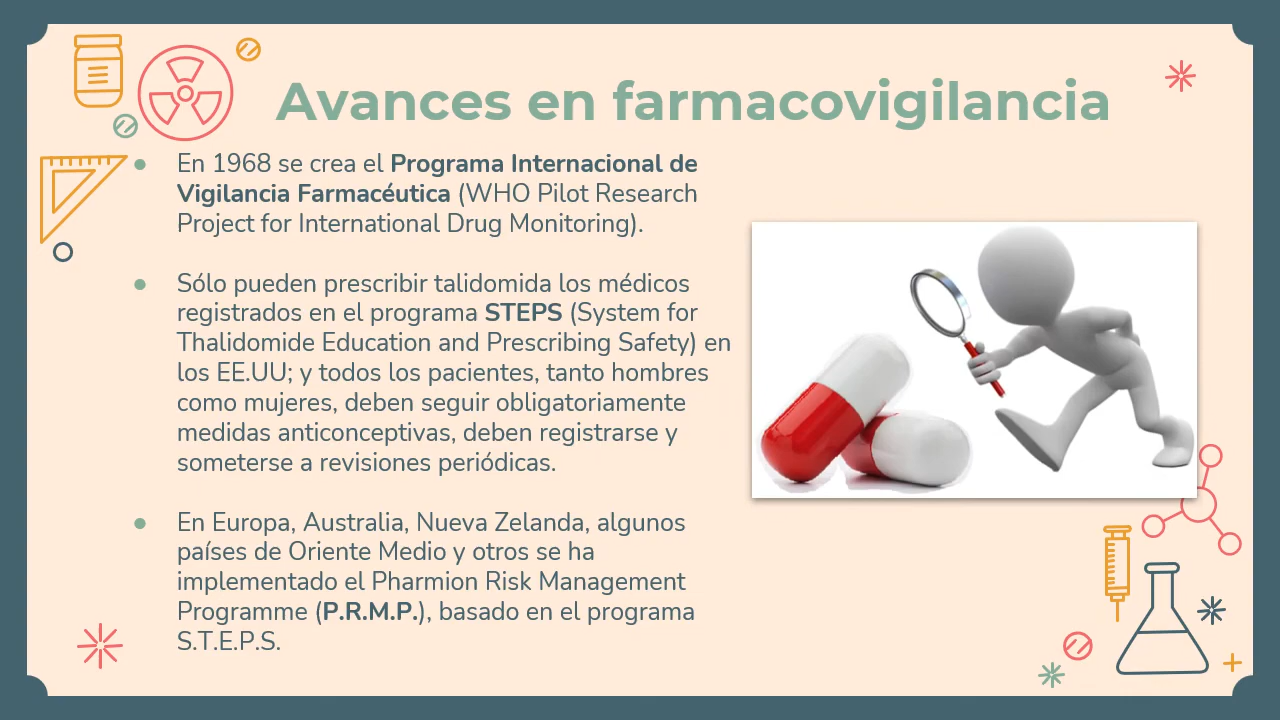 Avances en farmacovigilancia
En 1968 se crea el Programa Internacional de
Vigilancia Farmacéutica (WHO Pilot Research
Project for International Drug Monitoring).
Sólo pueden prescribir talidomida los médicos
registrados en el programa STEPS (System for
Thalidomide Education and Prescribing Safety) en
los EE.UU; y todos los pacientes, tanto hombres
como mujeres, deben seguir obligatoriamente
medidas anticonceptivas, deben registrarse y
someterse a revisiones periódicas.
En Europa, Australia, Nueva Zelanda, algunos
países de Oriente Medio y otros se ha
implementado el Pharmion Risk Management
Programme (P.R.M.P.), basado en el programa
S.T.E.P.S.